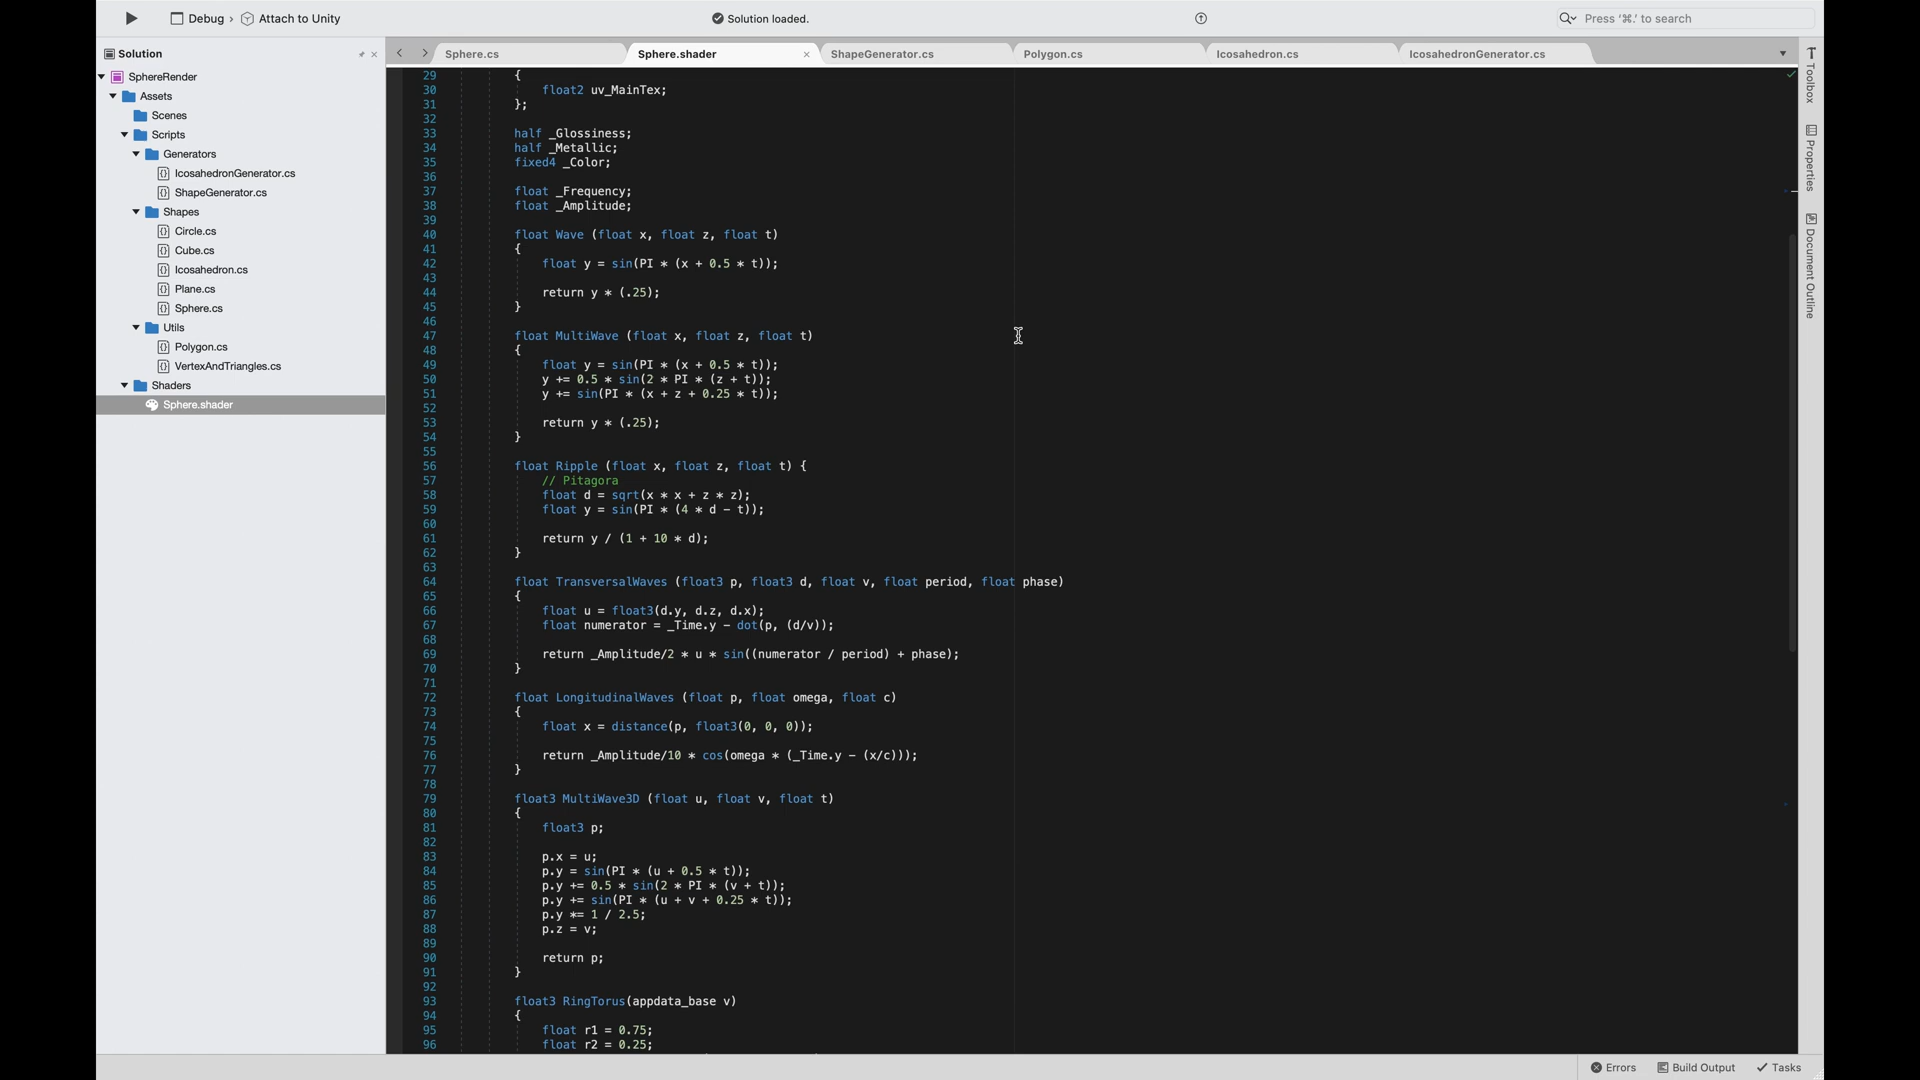 Debug › Attach to Unity
Solution loaded.
Press '⌘.' to search
Solution
SphereRender
Assets
Scenes
Scripts
Generators
IcosahedronGenerator.cs
ShapeGenerator.cs
Shapes
Circle.cs
Cube.cs
Icosahedron.cs
Plane.cs
Sphere.cs
Utils
Polygon.cs
VertexAndTriangles.cs
Shaders
Sphere.shader
Sphere.cs
Sphere.shader
ShapeGenerator.cs
Polygon.cs
Icosahedron.cs
IcosahedronGenerator.cs
29 {
30 float2 uv_MainTex;
31 };
32
33 half _Glossiness;
34 half _Metallic;
35 fixed4 _Color;
36
37 float _Frequency;
38 float _Amplitude;
39
40 float Wave (float x, float z, float t)
41 {
42 float y = sin(PI * (x + 0.5 * t));
43
44 return y * (.25);
45 }
46
47 float MultiWave (float x, float z, float t)
48 {
49 float y = sin(PI * (x + 0.5 * t));
50 y += 0.5 * sin(2 * PI * (z + t));
51 y += sin(PI * (x + z + 0.25 * t));
52
53 return y * (.25);
54 }
55
56 float Ripple (float x, float z, float t) {
57 // Pitagora
58 float d = sqrt(x * x + z * z);
59 float y = sin(PI * (4 * d - t));
60
61 return y / (1 + 10 * d);
62 }
63
64 float TransversalWaves (float3 p, float3 d, float v, float period, float phase)
65 {
66 float u = float3(d.y, d.z, d.x);
67 float numerator = _Time.y - dot(p, (d/v));
68
69 return _Amplitude/2 * u * sin((numerator / period) + phase);
70 }
71
72 float LongitudinalWaves (float p, float omega, float c)
73 {
74 float x = distance(p, float3(0, 0, 0));
75
76 return _Amplitude/10 * cos(omega * (_Time.y - (x/c)));
77 }
78
79 float3 MultiWave3D (float u, float v, float t)
80 {
81 float3 p;
82
83 p.x = u;
84 p.y = sin(PI * (u + 0.5 * t));
85 p.y += 0.5 * sin(2 * PI * (v + t));
86 p.y += sin(PI * (u + v + 0.25 * t));
87 p.y *= 1 / 2.5;
88 p.z = v;
89
90 return p;
91 }
92
93 float3 RingTorus(appdata_base v)
94 {
95 float r1 = 0.75;
96 float r2 = 0.25;
Toolbox
Properties
Document Outline
Errors
Build Output
Tasks